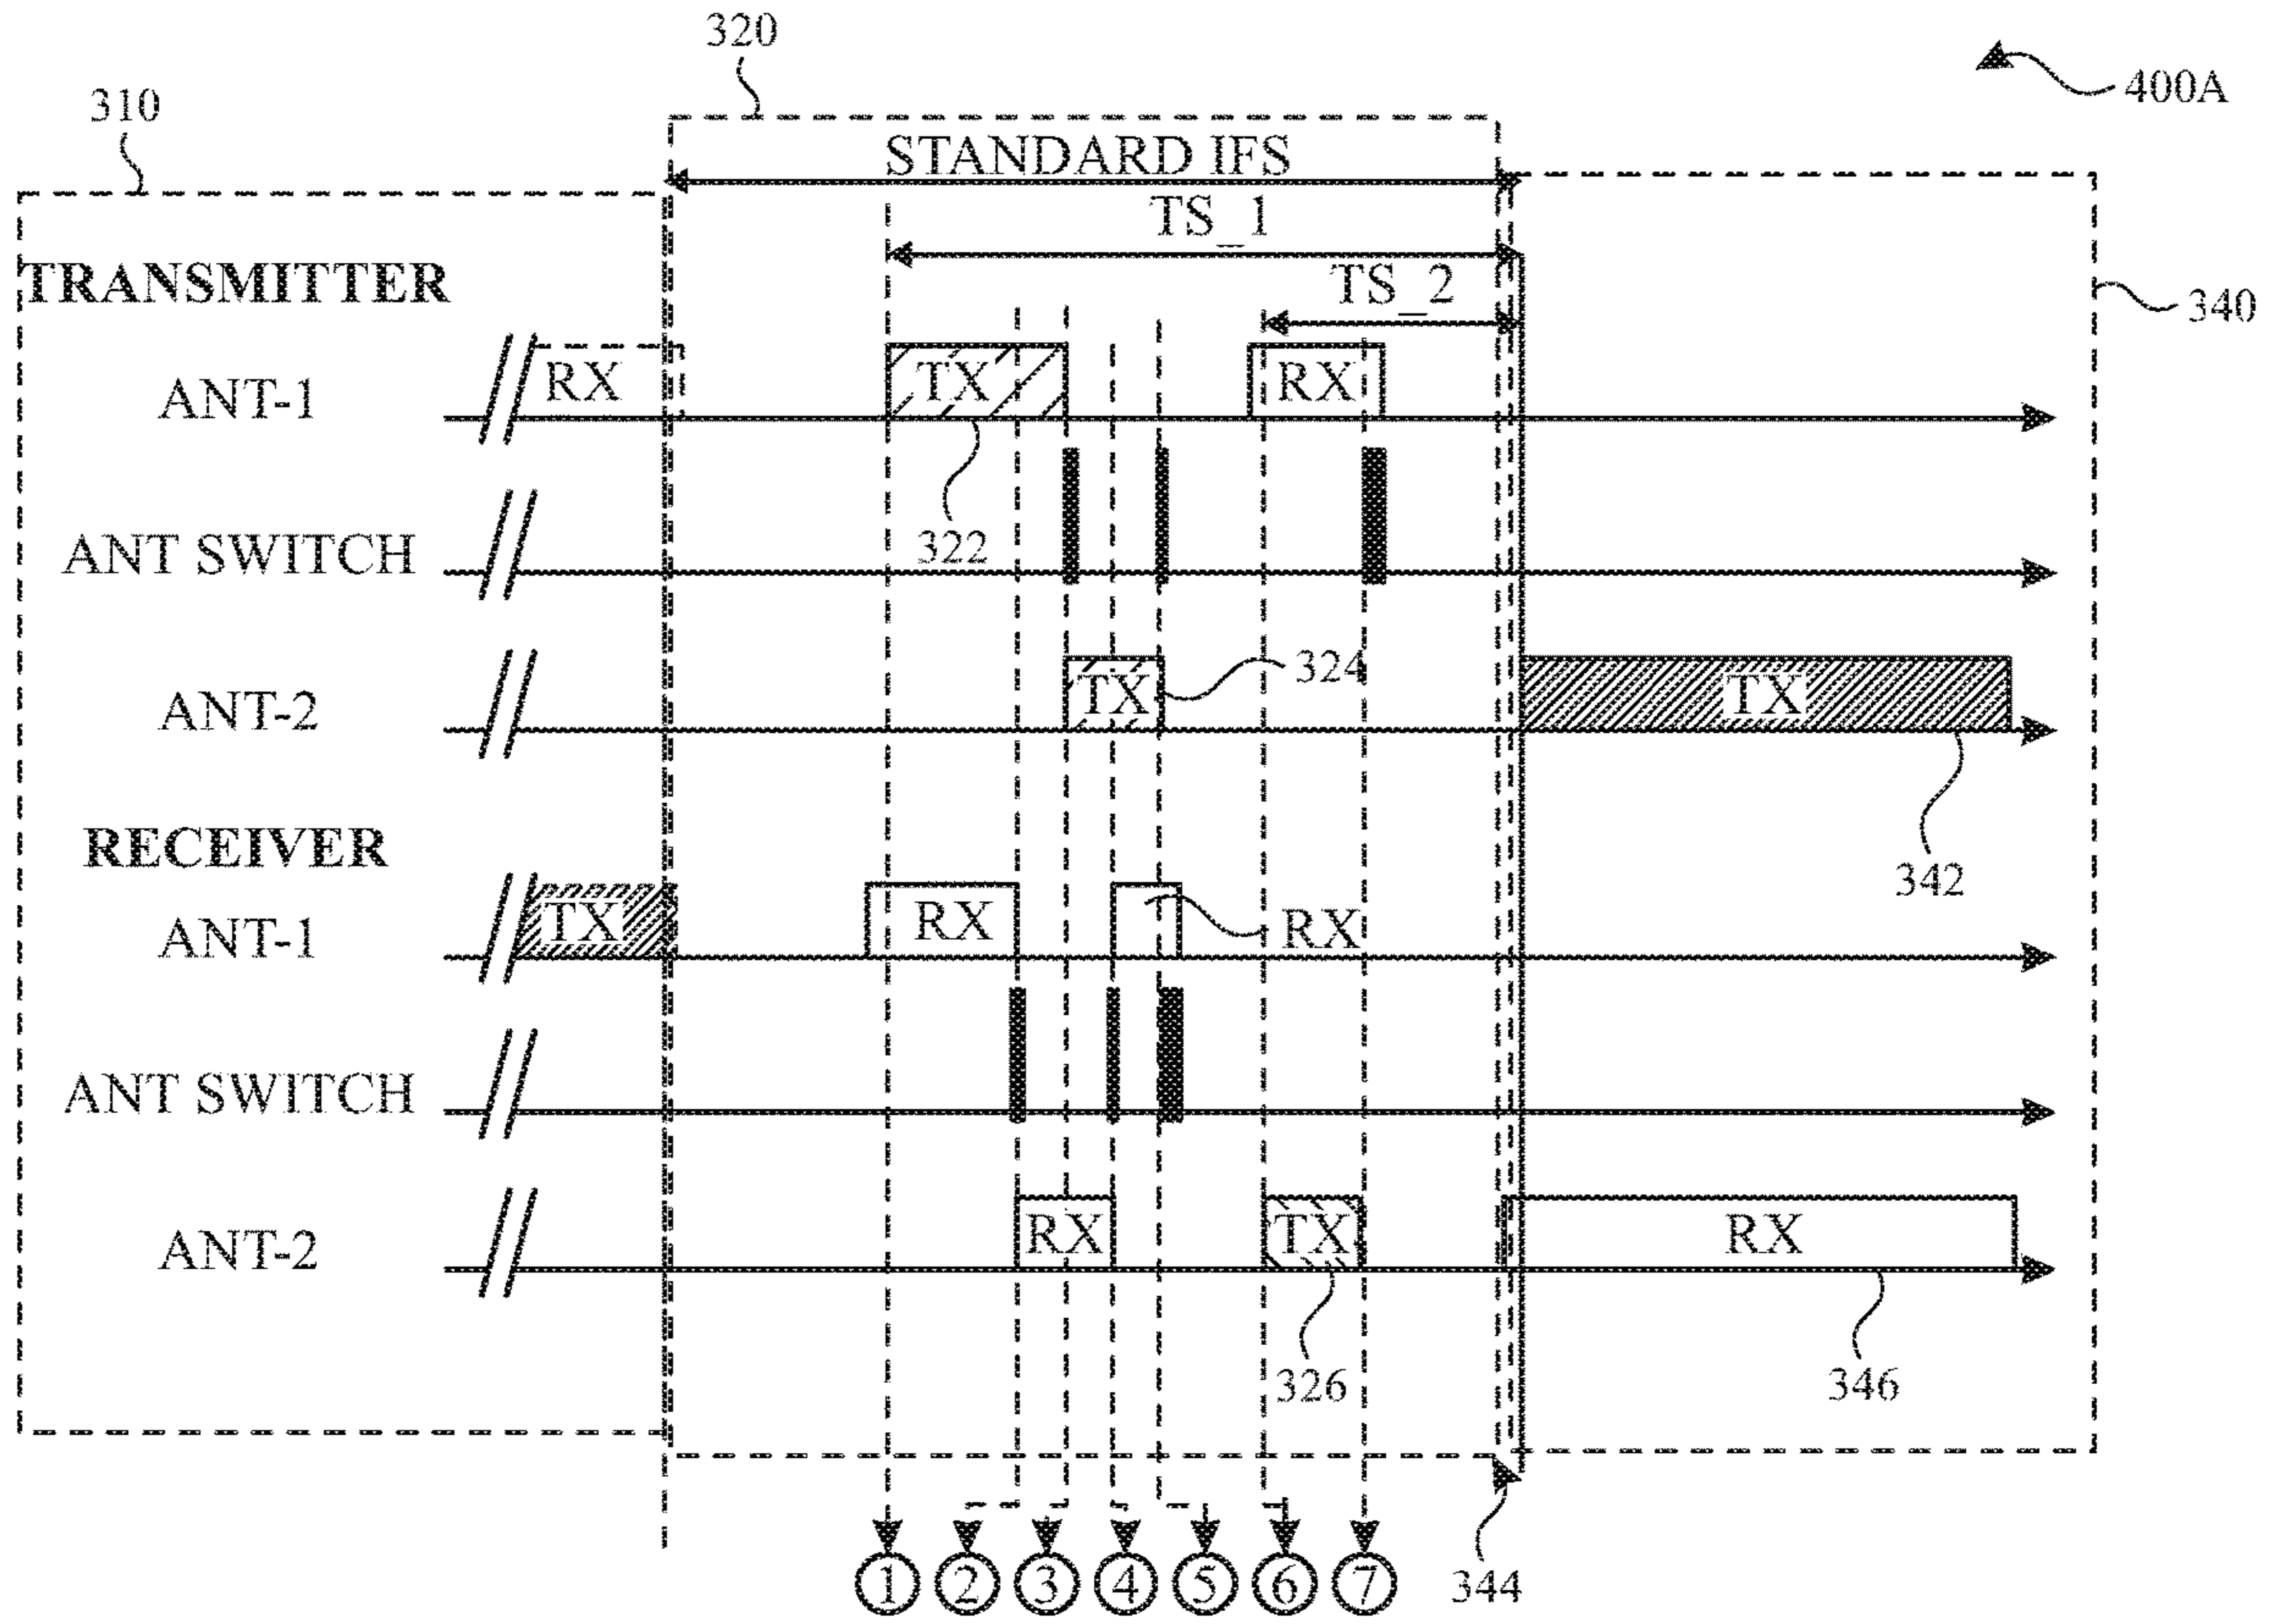 320
400A
310
STANDARD IFS
TS_1
TS_2
340
TRANSMITTER
ANT-1
RX
TX
RX
322
ANT SWITCH
324
ANT-2
TX
TX
342
RECEIVER
ANT-1
TX
RX
RX
ANT SWITCH
ANT-2
RX
TX
RX
326
346
344
1 2 3 4 5 6 7